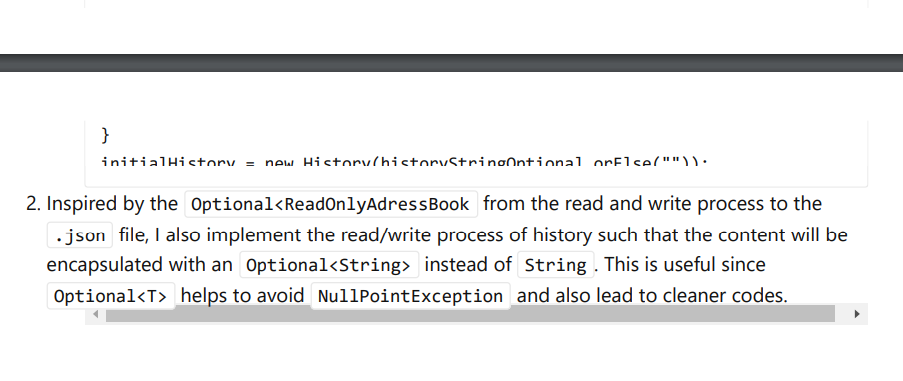 }
initialHistory = new History(historyStringOptional.orElse(""));
2. Inspired by the Optional<ReadOnlyAdressBook from the read and write process to the
.json file, I also implement the read/write process of history such that the content will be
encapsulated with an Optional<String> instead of String . This is useful since
Optional<T> helps to avoid NullPointException and also lead to cleaner codes.